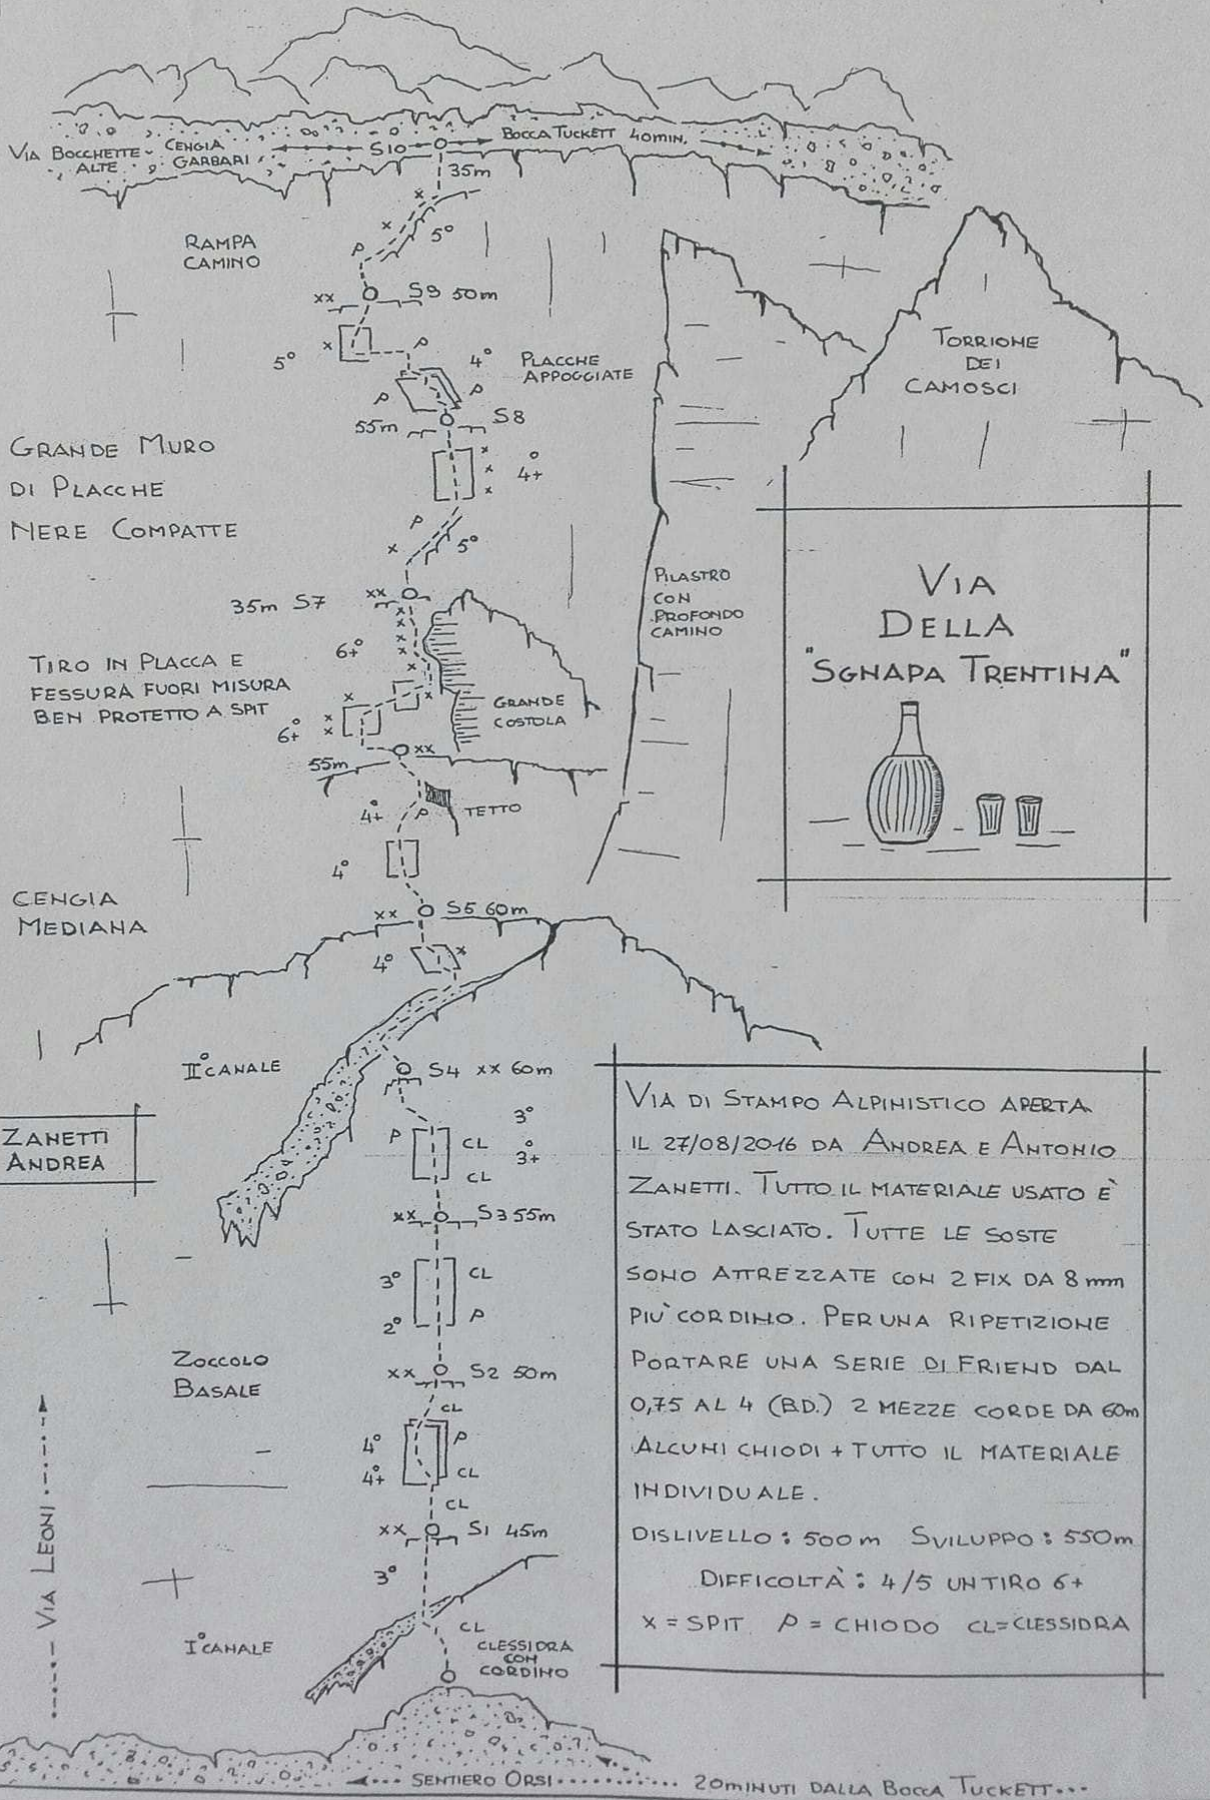 VIA BOCCHETTE
ALTE
CENGIA
GARBARI
S10
BOCCA TUCKETT 40MIN.
35m
RAMPA
CAMINO
P
x
x
5°
xx S9 50m
5°
x
P
4°
P
P
PLACCHE
APPOGGIATE
TORRIONE
DEI
CAMOSCI
55m S8
GRANDE MURO
DI PLACCHE
NERE COMPATTE
x
x
x
4+°
P
x
5°
PILASTRO
CON
PROFONDO
CAMINO
VIA
DELLA
"SGNAPA TRENTINA"
35m S7 xx
x
x
x
x
x
6+°
TIRO IN PLACCA E
FESSURA FUORI MISURA
BEN PROTETTO A SPIT
x
x
x
6+°
GRANDE
COSTOLA
55m xx
4+°
P
TETTO
4°
CENGIA
MEDIANA
xx S5 60m
4°
x
II° CANALE
S4 xx 60m
ZANETTI
ANDREA
P
CL
CL
3°
3+°
xx S3 55m
3°
2°
CL
P
ZOCCOLO
BASALE
xx S2 50m
CL
4°
4+°
P
CL
CL
xx S1 45m
3°
VIA LEONI
I° CANALE
CL
CLESSIDRA
CON
CORDINO
VIA DI STAMPO ALPINISTICO APERTA
IL 27/08/2016 DA ANDREA E ANTONIO
ZANETTI. TUTTO IL MATERIALE USATO È
STATO LASCIATO. TUTTE LE SOSTE
SONO ATTREZZATE CON 2 FIX DA 8 mm
PIÙ CORDINO. PER UNA RIPETIZIONE
PORTARE UNA SERIE DI FRIEND DAL
0,75 AL 4 (B.D.) 2 MEZZE CORDE DA 60m
ALCUNI CHIODI + TUTTO IL MATERIALE
INDIVIDUALE.
DISLIVELLO: 500m SVILUPPO: 550m
DIFFICOLTÀ: 4/5 UN TIRO 6+
X = SPIT P = CHIODO CL=CLESSIDRA
SENTIERO ORSI 20MINUTI DALLA BOCCA TUCKETT...